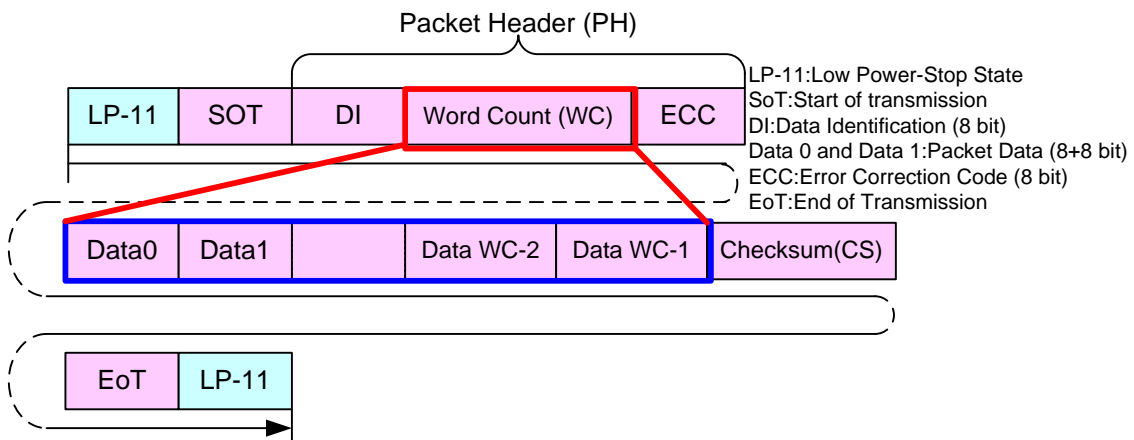 Packet Header (PH)
LP-11 SOT DI Word Count (WC) ECC
LP-11:Low Power-Stop State
SoT:Start of transmission
DI:Data Identification (8 bit)
Data 0 and Data 1:Packet Data (8+8 bit)
ECC:Error Correction Code (8 bit)
EoT:End of Transmission
Data0 Data1 Data WC-2 Data WC-1 Checksum(CS)
EoT LP-11